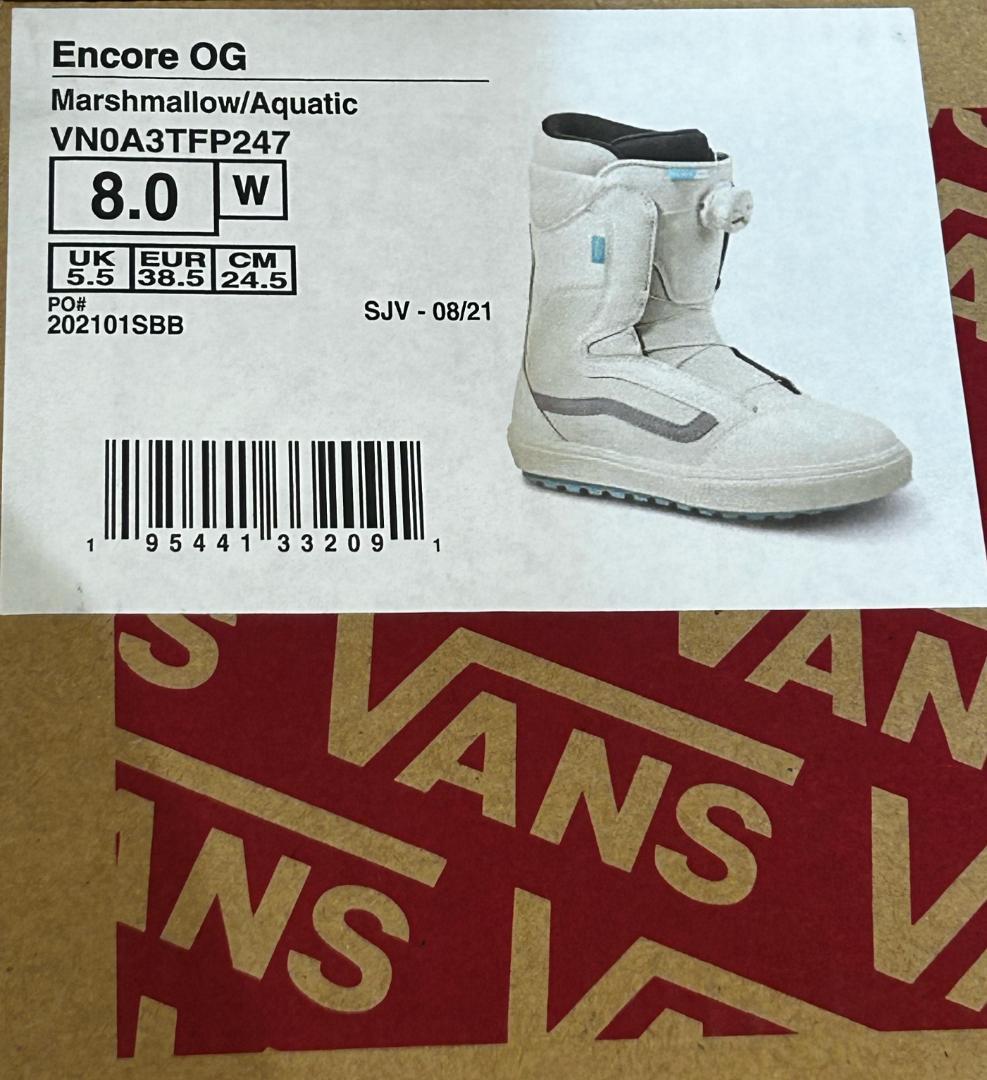 Encore OG
Marshmallow/Aquatic
VN0A3TFP247
8.0 W
UK EUR CM
5.5 38.5 24.5
PO#
202101SBB
SJV - 08/21
1 95441 33209 1
VANS
VANS
VANS